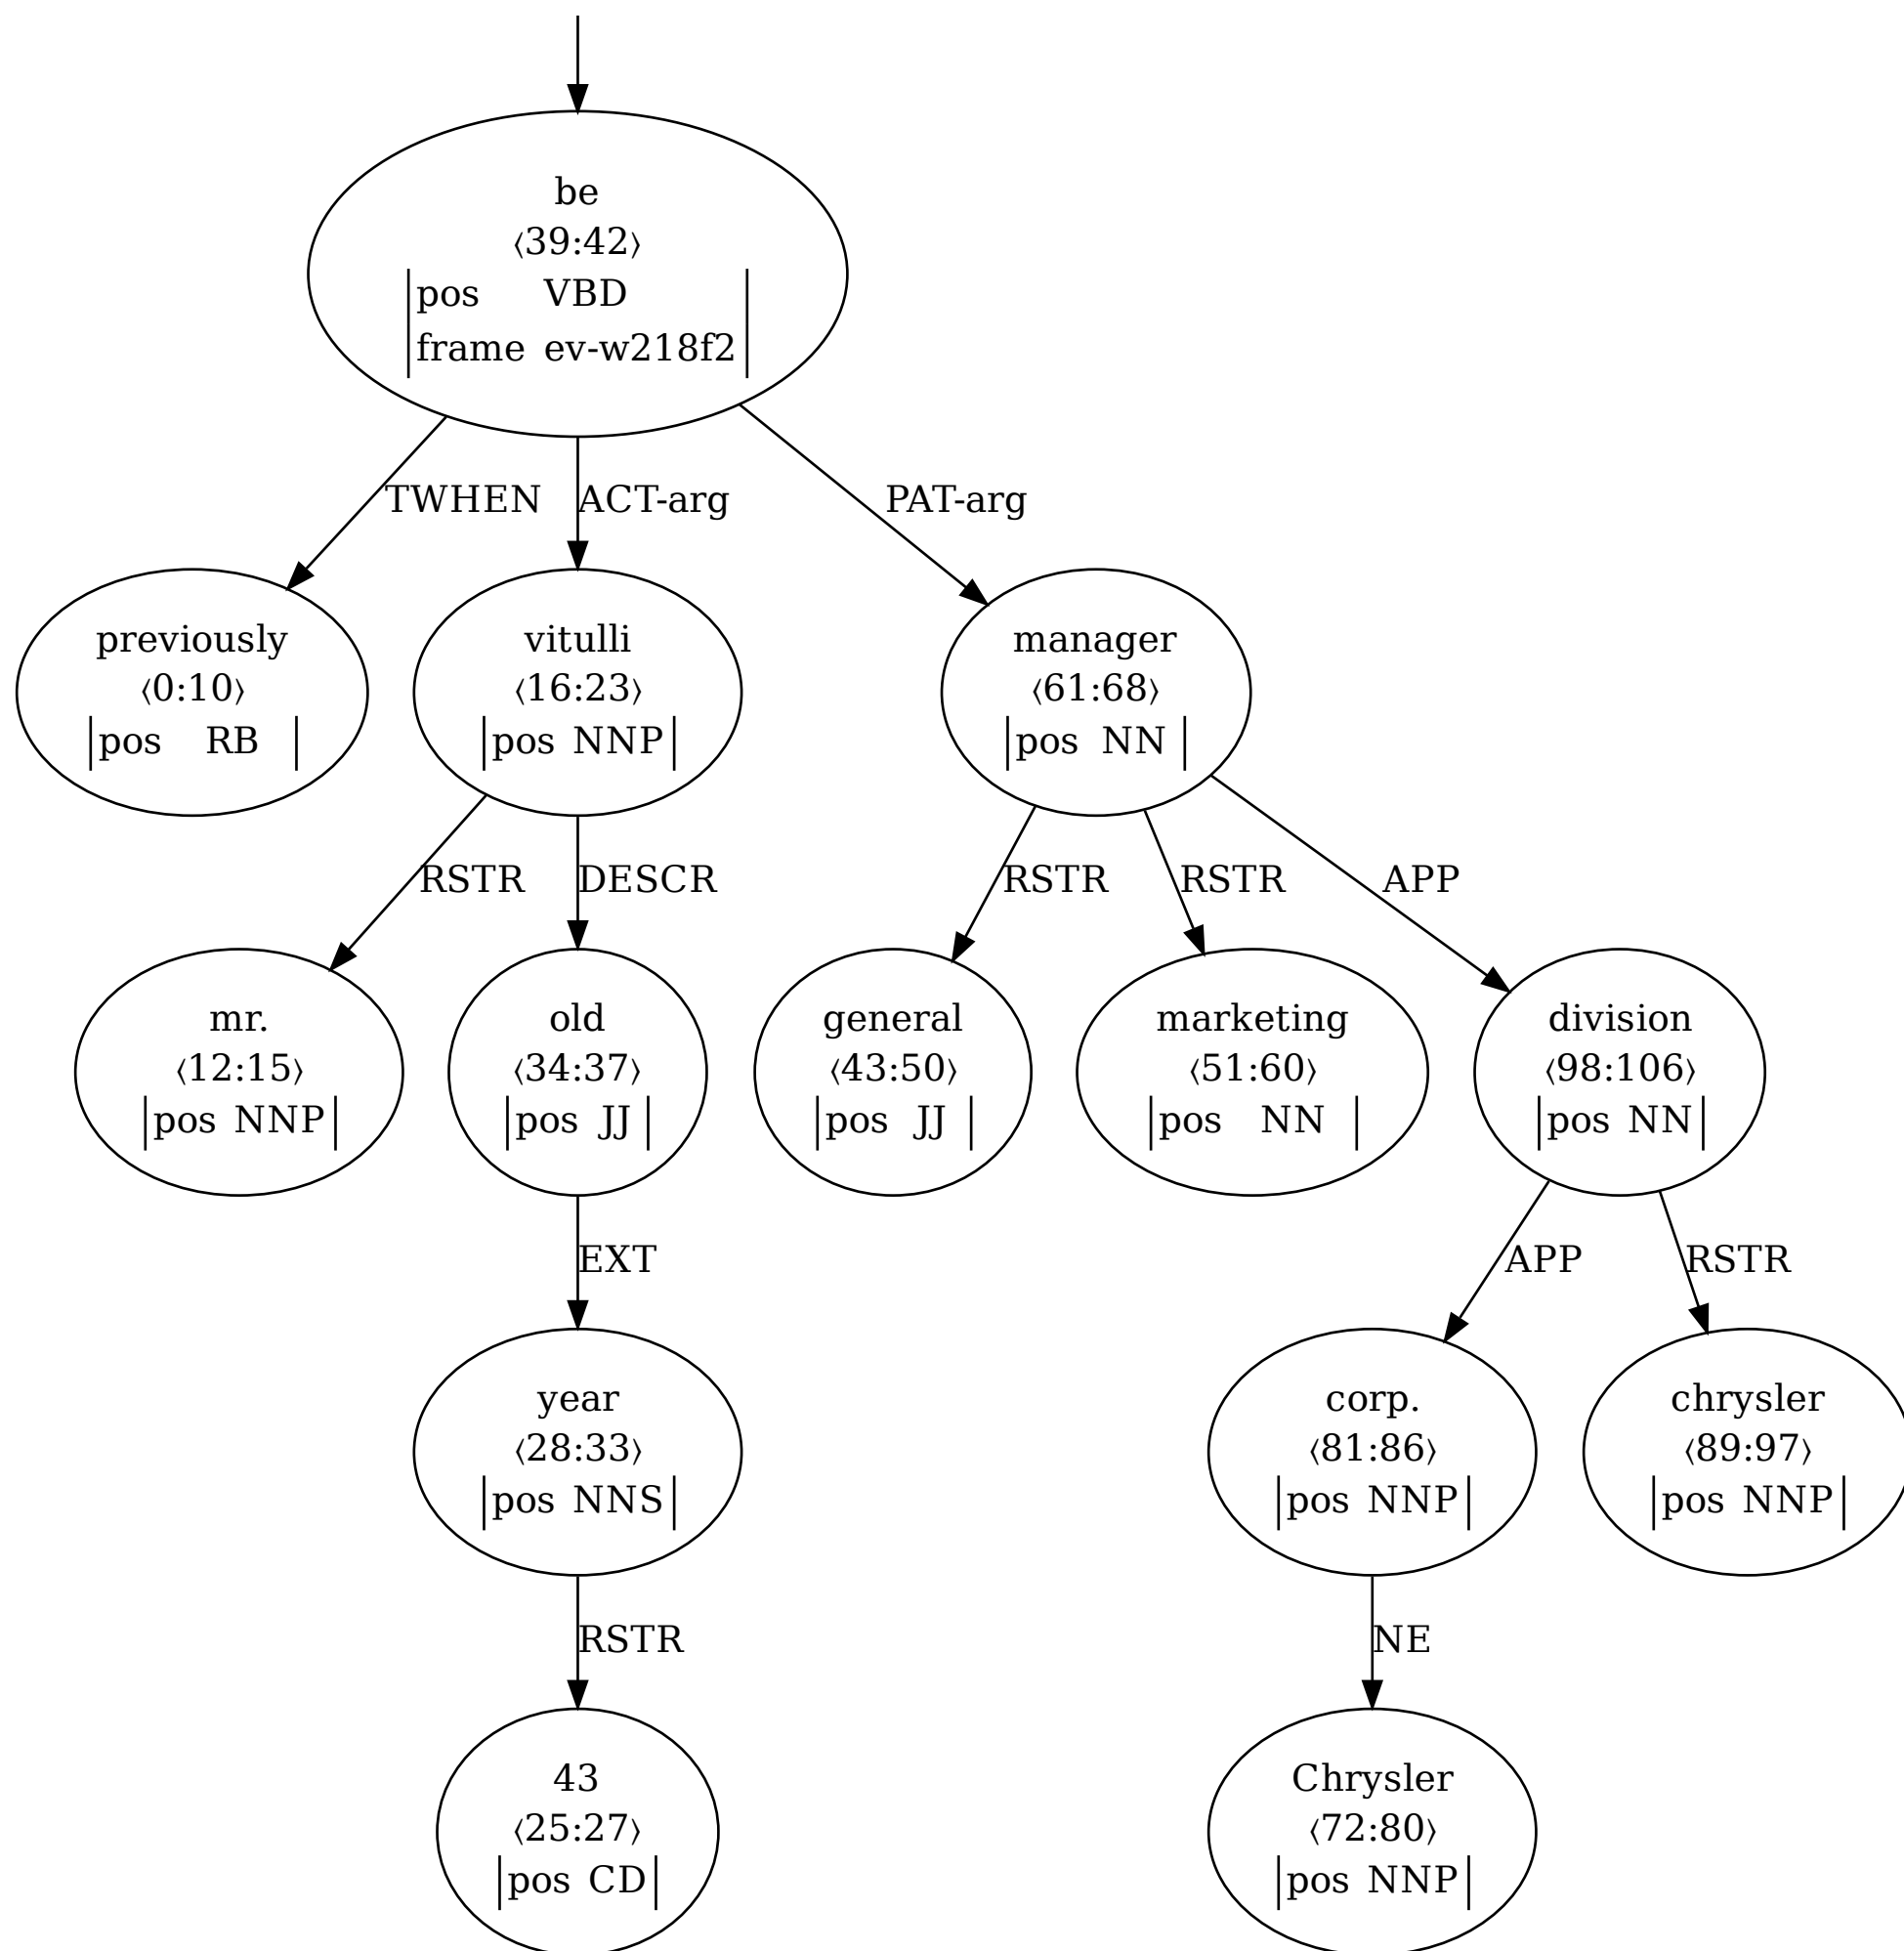 be
⟨39:42⟩
pos VBD
frame ev-w218f2
TWHEN
ACT-arg
PAT-arg
previously
⟨0:10⟩
pos RB
vitulli
⟨16:23⟩
pos NNP
manager
⟨61:68⟩
pos NN
RSTR
DESCR
RSTR
RSTR
APP
mr.
⟨12:15⟩
pos NNP
old
⟨34:37⟩
pos JJ
general
⟨43:50⟩
pos JJ
marketing
⟨51:60⟩
pos NN
division
⟨98:106⟩
pos NN
EXT
APP
RSTR
year
⟨28:33⟩
pos NNS
corp.
⟨81:86⟩
pos NNP
chrysler
⟨89:97⟩
pos NNP
RSTR
NE
43
⟨25:27⟩
pos CD
Chrysler
⟨72:80⟩
pos NNP